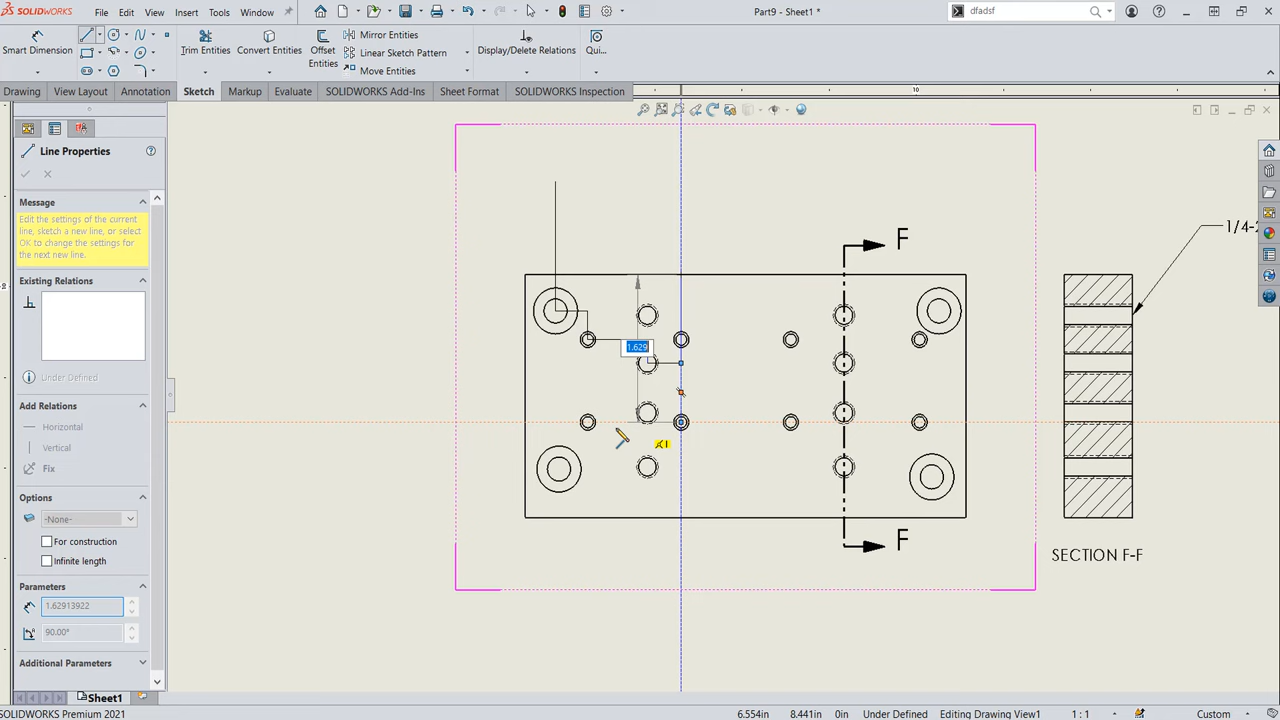 SOLIDWORKS
File Edit View Insert Tools Window
Part9 - Sheet1 *
dfadsf
Smart Dimension
Trim Entities
Convert Entities
Offset
Entities
Mirror Entities
Linear Sketch Pattern
Move Entities
Display/Delete Relations
Qui...
Drawing View Layout Annotation Sketch Markup Evaluate SOLIDWORKS Add-Ins Sheet Format SOLIDWORKS Inspection
10
Line Properties
Message
Edit the settings of the current
line, sketch a new line, or select
OK to change the settings for
the next new line.
Existing Relations
Under Defined
Add Relations
Horizontal
Vertical
Fix
Options
-None-
For construction
Infinite length
Parameters
1.62913922
90.00°
Additional Parameters
F
1/4-2
1.629
F
SECTION F-F
Sheet1
SOLIDWORKS Premium 2021
6.554in 8.441in 0in Under Defined Editing Drawing View1 1 : 1 Custom